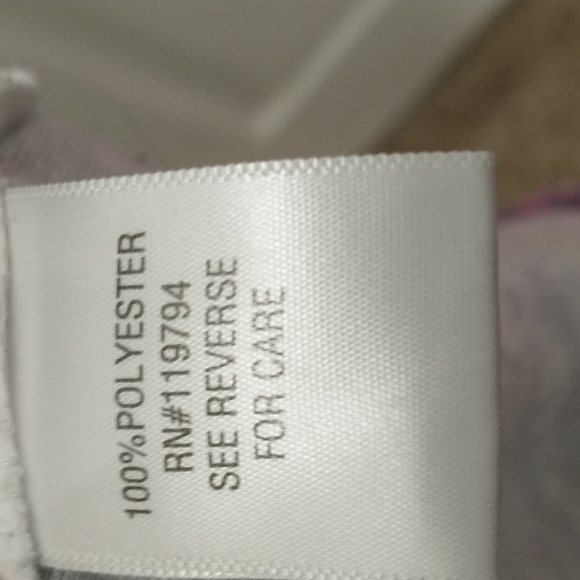 100%POLYESTER
RN#119794
SEE REVERSE
FOR CARE